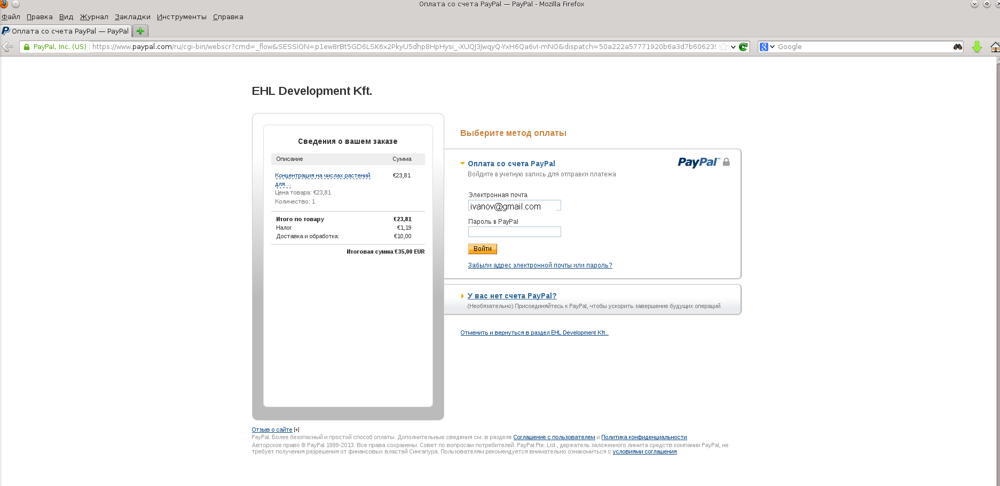 Оплата со счета PayPal — PayPal - Mozilla Firefox
Файл Правка Вид Журнал Закладки Инструменты Справка
Оплата со счета PayPal — PayPal
PayPal, Inc. (US) https://www.paypal.com/ru/cgi-bin/webscr?cmd=_flow&SESSION=p1ew8rBt5GD6LSK6x2PkyU5dhp8HpHysi_-XUQJ3JwqyQ-YxH6Qa6vI-mNO&dispatch=50a222a57771920b6a3d7b606239 Google
EHL Development Kft.
Сведения о вашем заказе
Описание Сумма
Концентрация на числах растений €23,81
для...
Цена товара: €23,81
Количество: 1
Итого по товару €23,81
Налог €1,19
Доставка и обработка: €10,00
Итоговая сумма €35,00 EUR
Выберите метод оплаты
Оплата со счета PayPal PayPal
Войдите в учетную запись для отправки платежа
Электронная почта
ivanov@gmail.com
Пароль в PayPal
Войти
Забыли адрес электронной почты или пароль?
У вас нет счета PayPal?
(Необязательно) Присоединяйтесь к PayPal, чтобы ускорить завершение будущих операций
Отменить и вернуться в раздел EHL Development Kft..
Отзыв о сайте [+]
PayPal. Более безопасный и простой способ оплаты. Дополнительные сведения см. в разделе Соглашение с пользователем и Политика конфиденциальности.
Авторское право © PayPal 1999-2013. Все права сохранены. Совет по вопросам потребителей. PayPal Pte. Ltd., держатель заложенного лимита средств компании PayPal, не
требует получения разрешения от финансовых властей Сингапура. Пользователям рекомендуется внимательно ознакомиться с условиями соглашения.